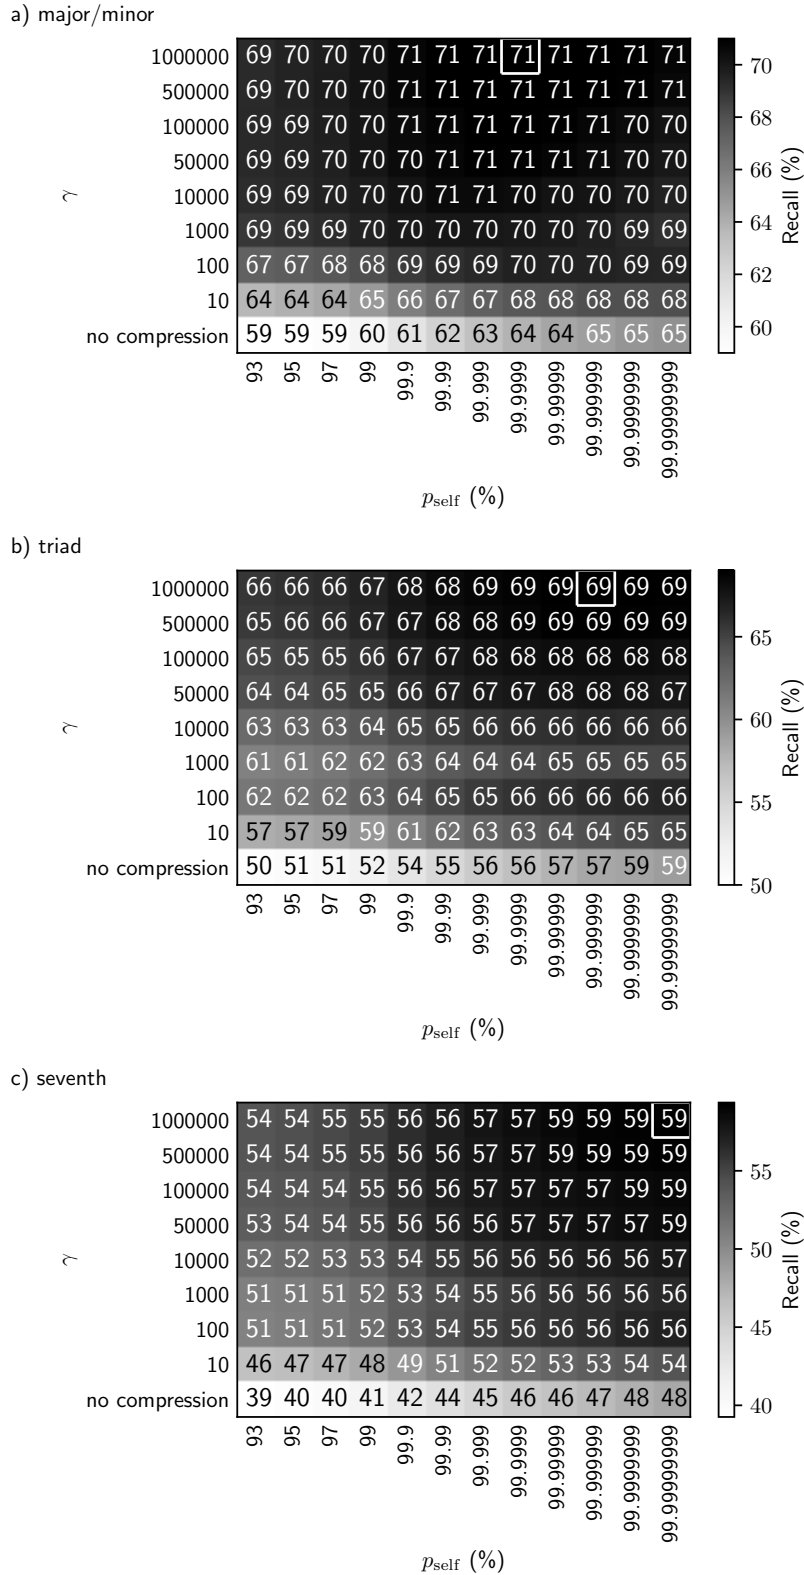 a) major/minor
1000000 69 70 70 70 71 71 71 71 71 71 71 71
500000 69 70 70 70 71 71 71 71 71 71 71 71
100000 69 69 70 70 71 71 71 71 71 71 70 70
50000 69 69 70 70 70 71 71 71 71 71 70 70
10000 69 69 70 70 70 71 71 70 70 70 70 70
1000 69 69 69 70 70 70 70 70 70 70 69 69
100 67 67 68 68 69 69 69 70 70 70 69 69
10 64 64 64 65 66 67 67 68 68 68 68 68
no compression 59 59 59 60 61 62 63 64 64 65 65 65
γ
93 95 97 99 99.9 99.99 99.999 99.9999 99.99999 99.999999 99.9999999 99.99999999
p_self (%)
70
68
66
64
62
60
Recall (%)
b) triad
1000000 66 66 66 67 68 68 69 69 69 69 69 69
500000 65 66 66 67 67 68 68 69 69 69 69 69
100000 65 65 65 66 67 67 68 68 68 68 68 68
50000 64 64 65 65 66 67 67 67 68 68 68 67
10000 63 63 63 64 65 65 66 66 66 66 66 66
1000 61 61 62 62 63 64 64 64 65 65 65 65
100 62 62 62 63 64 65 65 66 66 66 66 66
10 57 57 59 59 61 62 63 63 64 64 65 65
no compression 50 51 51 52 54 55 56 56 57 57 59 59
γ
93 95 97 99 99.9 99.99 99.999 99.9999 99.99999 99.999999 99.9999999 99.99999999
p_self (%)
65
60
55
50
Recall (%)
c) seventh
1000000 54 54 55 55 56 56 57 57 59 59 59 59
500000 54 54 55 55 56 56 57 57 59 59 59 59
100000 54 54 54 55 56 56 57 57 57 57 59 59
50000 53 54 54 55 56 56 56 57 57 57 57 59
10000 52 52 53 53 54 55 56 56 56 56 56 57
1000 51 51 51 52 53 54 55 56 56 56 56 56
100 51 51 51 52 53 54 55 56 56 56 56 56
10 46 47 47 48 49 51 52 52 53 53 54 54
no compression 39 40 40 41 42 44 45 46 46 47 48 48
γ
93 95 97 99 99.9 99.99 99.999 99.9999 99.99999 99.999999 99.9999999 99.99999999
p_self (%)
55
50
45
40
Recall (%)